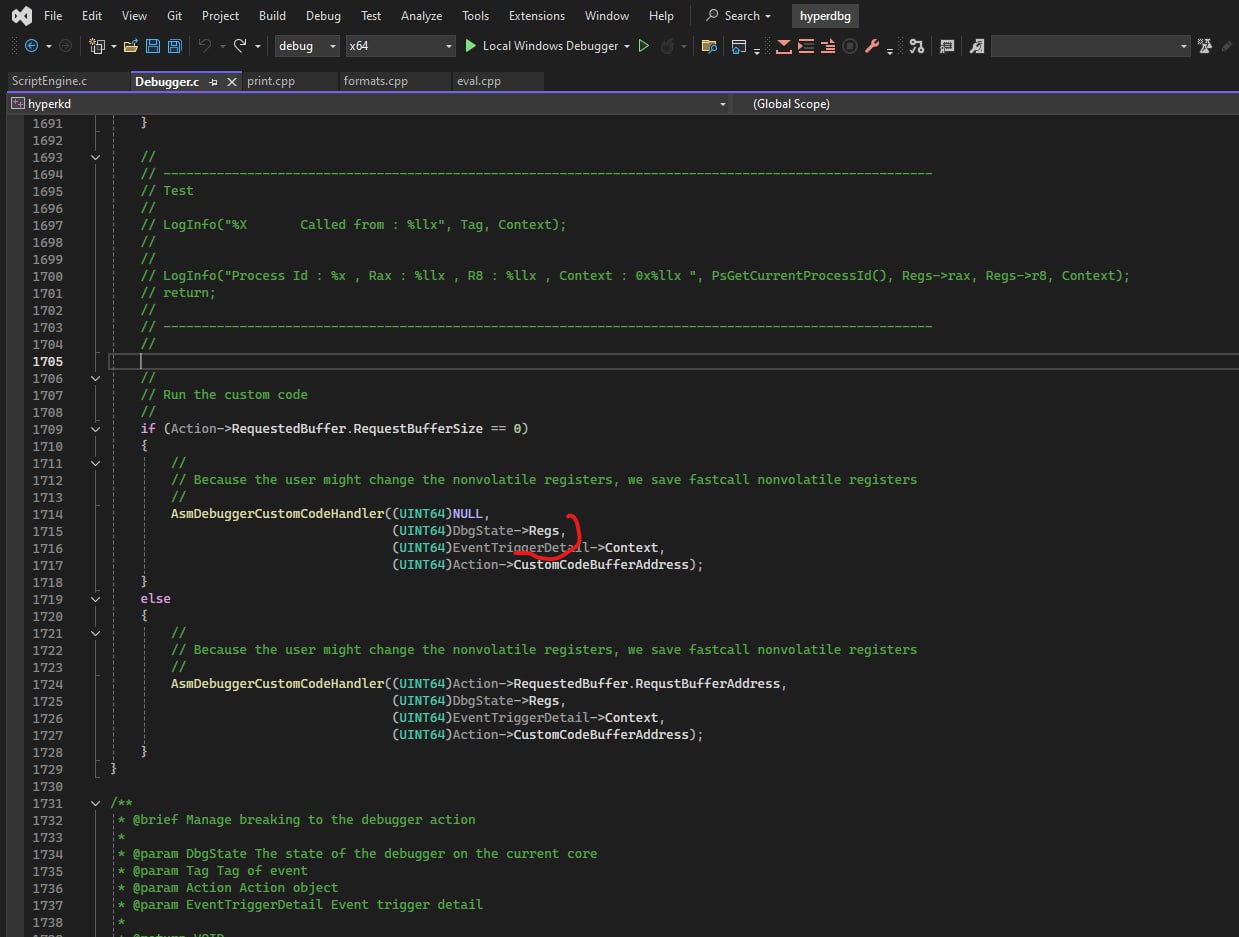 File Edit View Git Project Build Debug Test Analyze Tools Extensions Window Help Search hyperdbg
debug x64 Local Windows Debugger
ScriptEngine.c Debugger.c print.cpp formats.cpp eval.cpp
hyperkd (Global Scope)
1691 }
1692
1693 //
1694 // -----------------------------------------------------------------------------------------------------
1695 // Test
1696 //
1697 // LogInfo("%X       Called from : %llx", Tag, Context);
1698 //
1699 //
1700 // LogInfo("Process Id : %x , Rax : %llx , R8 : %llx , Context : 0x%llx ", PsGetCurrentProcessId(), Regs->rax, Regs->r8, Context);
1701 // return;
1702 //
1703 // -----------------------------------------------------------------------------------------------------
1704 //
1705
1706 //
1707 // Run the custom code
1708 //
1709 if (Action->RequestedBuffer.RequestBufferSize == 0)
1710 {
1711 //
1712 // Because the user might change the nonvolatile registers, we save fastcall nonvolatile registers
1713 //
1714 AsmDebuggerCustomCodeHandler((UINT64)NULL,
1715 (UINT64)DbgState->Regs,
1716 (UINT64)EventTriggerDetail->Context,
1717 (UINT64)Action->CustomCodeBufferAddress);
1718 }
1719 else
1720 {
1721 //
1722 // Because the user might change the nonvolatile registers, we save fastcall nonvolatile registers
1723 //
1724 AsmDebuggerCustomCodeHandler((UINT64)Action->RequestedBuffer.RequstBufferAddress,
1725 (UINT64)DbgState->Regs,
1726 (UINT64)EventTriggerDetail->Context,
1727 (UINT64)Action->CustomCodeBufferAddress);
1728 }
1729 }
1730
1731 /**
1732 * @brief Manage breaking to the debugger action
1733 *
1734 * @param DbgState The state of the debugger on the current core
1735 * @param Tag Tag of event
1736 * @param Action Action object
1737 * @param EventTriggerDetail Event trigger detail
1738 *